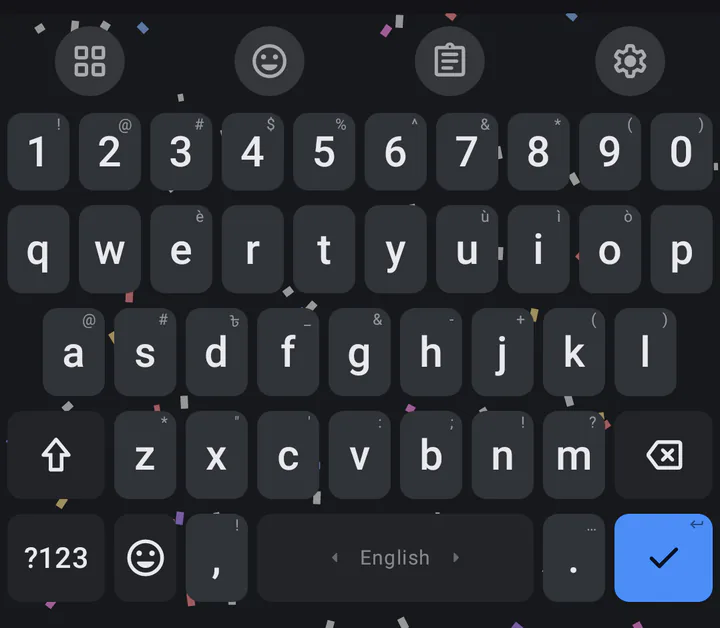 ! @ # $ % ^ & * ( )
1 2 3 4 5 6 7 8 9 0
è ù ì ò
q w e r t y u i o p
@ # ъ _ & - + ( )
a s d f g h j k l
* " ' : ; ! ?
z x c v b n m
! …
?123 , English .